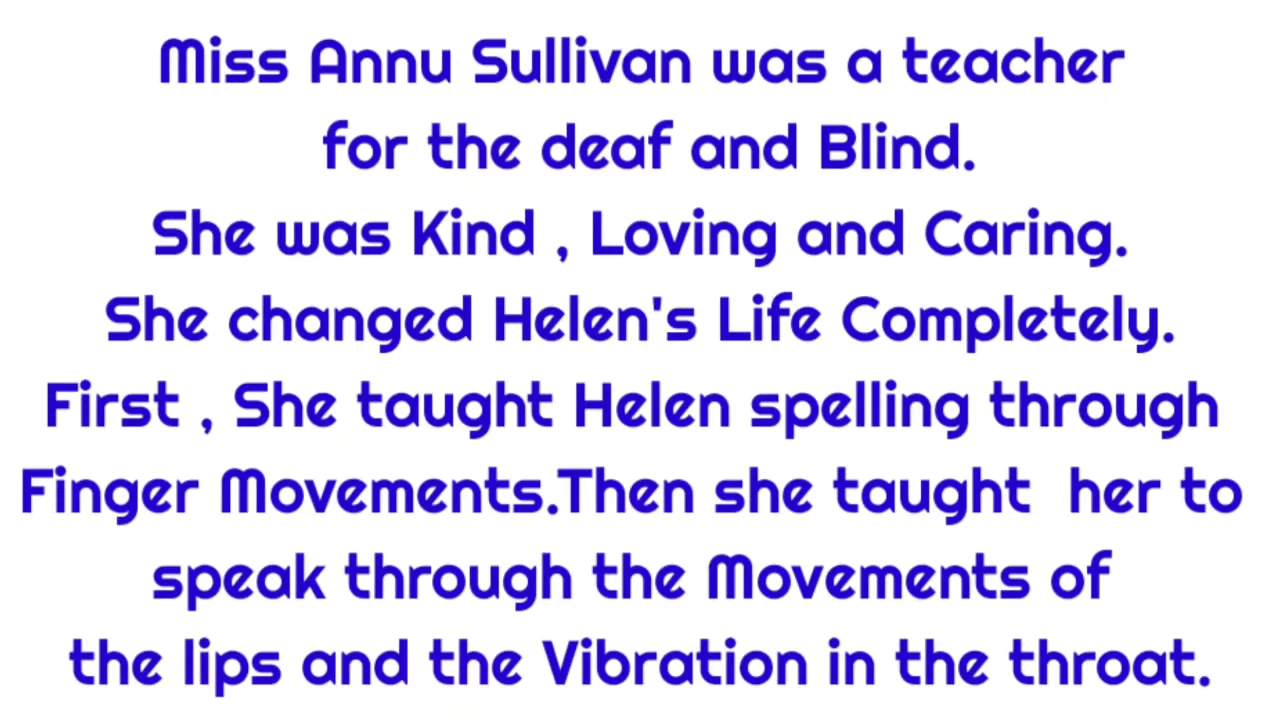 Miss Annu Sullivan was a teacher
for the deaf and Blind.
She was Kind , Loving and Caring.
She changed Helen's Life Completely.
First , She taught Helen spelling through
Finger Movements.Then she taught  her to
speak through the Movements of
the lips and the Vibration in the throat.